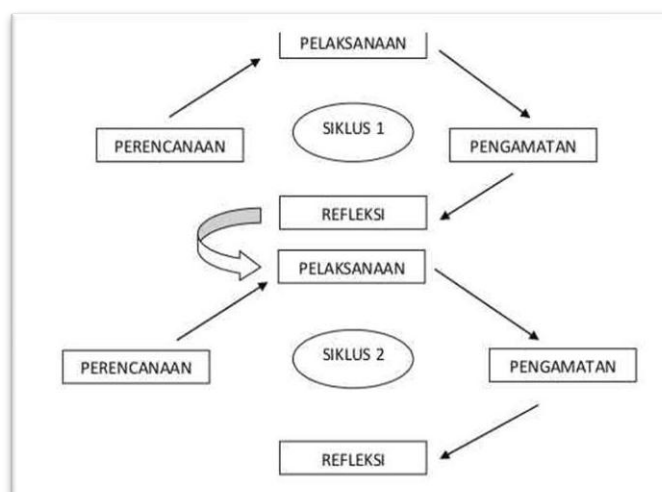 PELAKSANAAN
SIKLUS 1
PERENCANAAN
PENGAMATAN
REFLEKSI
PELAKSANAAN
SIKLUS 2
PERENCANAAN
PENGAMATAN
REFLEKSI